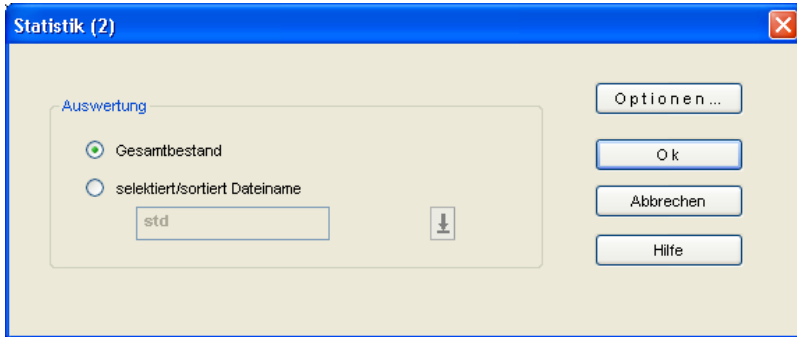 Statistik (2)
Auswertung
Gesamtbestand
selektiert/sortiert Dateiname
std
Optionen...
Ok
Abbrechen
Hilfe